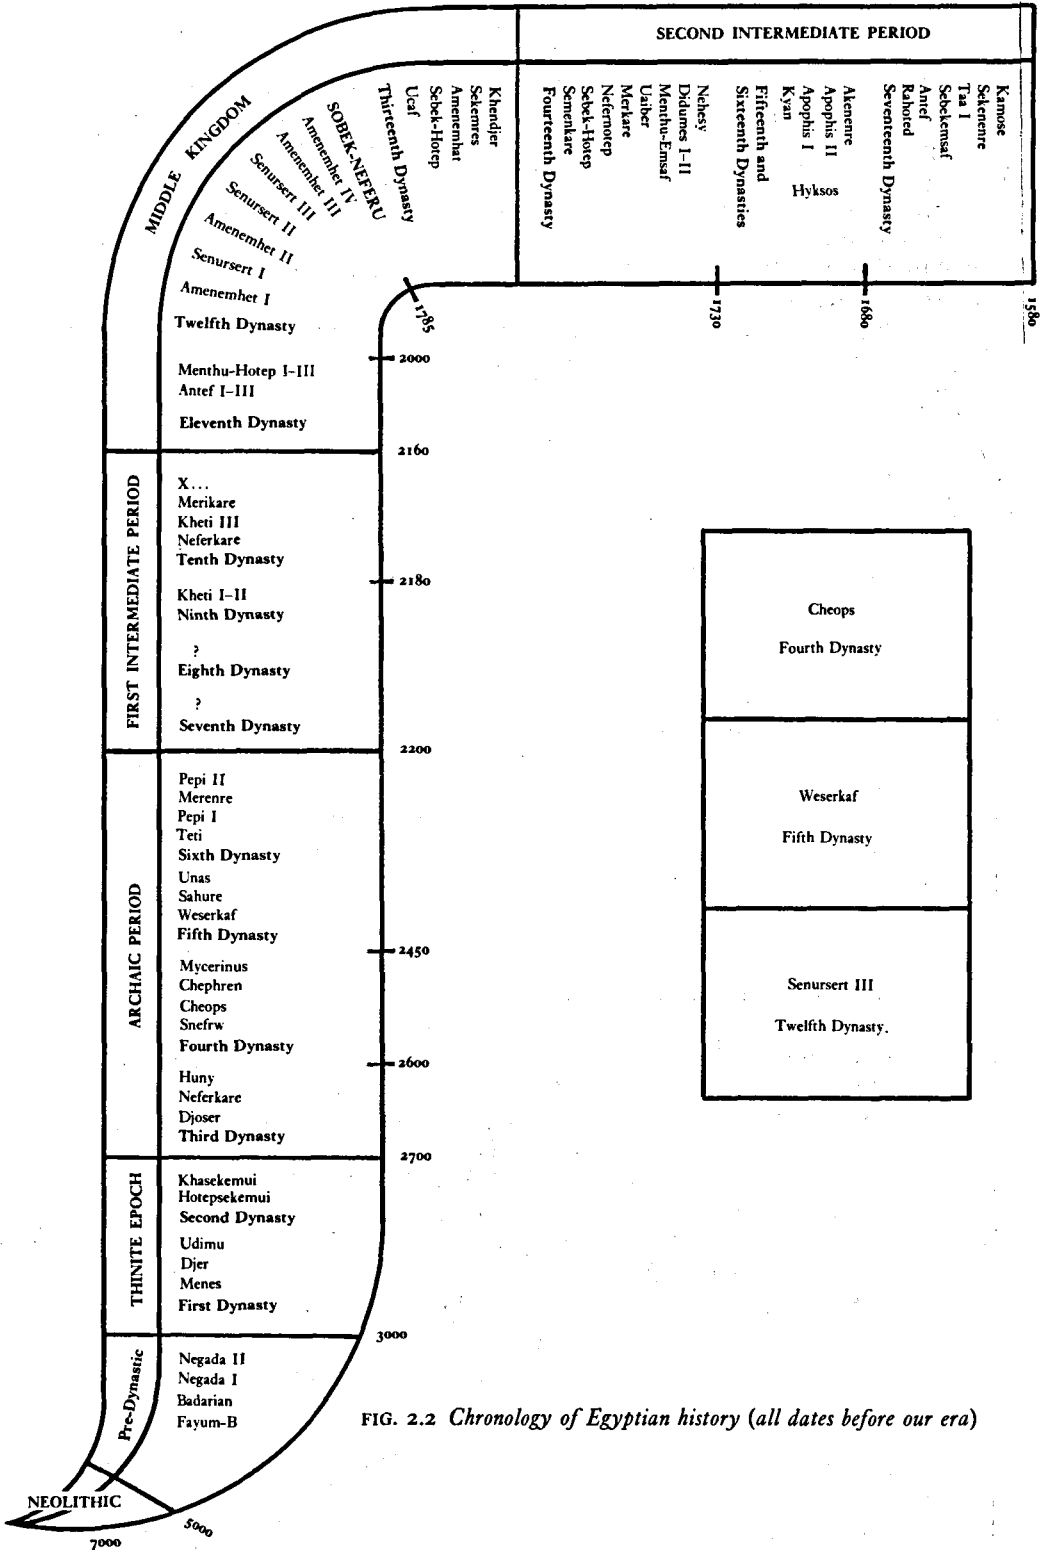 SECOND INTERMEDIATE PERIOD
Kamose
Sekenenre
Taa I
Sebekemsaf
Antef
Rahoted
Seventeenth Dynasty
Akenenre
Apophis II
Apophis I
Kyan
Hyksos
Fifteenth and
Sixteenth Dynasties
Nehesy
Didumes I–II
Menthu-Emsaf
Uaiber
Merkare
Nefernotep
Sebek-Hotep
Semenkare
Fourteenth Dynasty
1580
1680
1730
MIDDLE KINGDOM
Khendjer
Sekemres
Amenemhat
Sebek-Hotep
Ucaf
Thirteenth Dynasty
SOBEK-NEFERU
Amenemhet IV
Amenemhet III
Senursert III
Senursert II
Amenemhet II
Senursert I
Amenemhet I
Twelfth Dynasty
1785
2000
Menthu-Hotep I–III
Antef I–III
Eleventh Dynasty
2160
FIRST INTERMEDIATE PERIOD
X...
Merikare
Kheti III
Neferkare
Tenth Dynasty
2180
Kheti I–II
Ninth Dynasty
?
Eighth Dynasty
?
Seventh Dynasty
2200
ARCHAIC PERIOD
Pepi II
Merenre
Pepi I
Teti
Sixth Dynasty
Unas
Sahure
Weserkaf
Fifth Dynasty
2450
Mycerinus
Chephren
Cheops
Snefrw
Fourth Dynasty
2600
Huny
Neferkare
Djoser
Third Dynasty
2700
THINITE EPOCH
Khasekemui
Hotepsekemui
Second Dynasty
Udimu
Djer
Menes
First Dynasty
3000
Pre-Dynastic
Negada II
Negada I
Badarian
Fayum-B
NEOLITHIC
5000
7000
Cheops
Fourth Dynasty
Weserkaf
Fifth Dynasty
Senursert III
Twelfth Dynasty.
FIG. 2.2 Chronology of Egyptian history (all dates before our era)